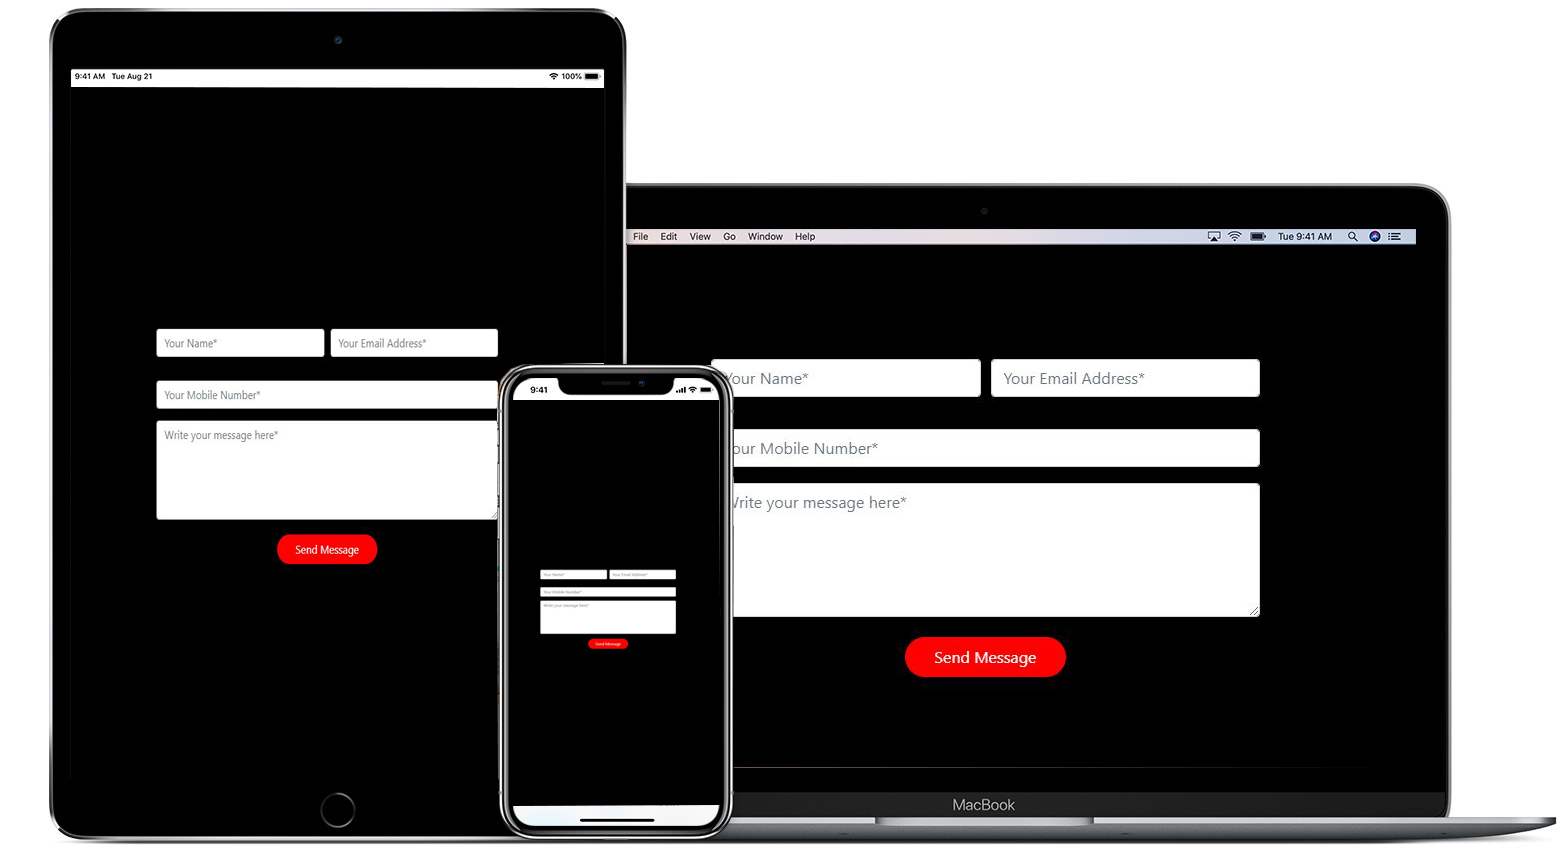 9:41 AM Tue Aug 21 100%
Your Name* Your Email Address*
Your Mobile Number*
Write your message here*
Send Message
9:41
Your Name* Your Email Address*
Your Mobile Number*
Write your message here*
Send Message
File Edit View Go Window Help Tue 9:41 AM
Your Name* Your Email Address*
our Mobile Number*
Write your message here*
Send Message
MacBook